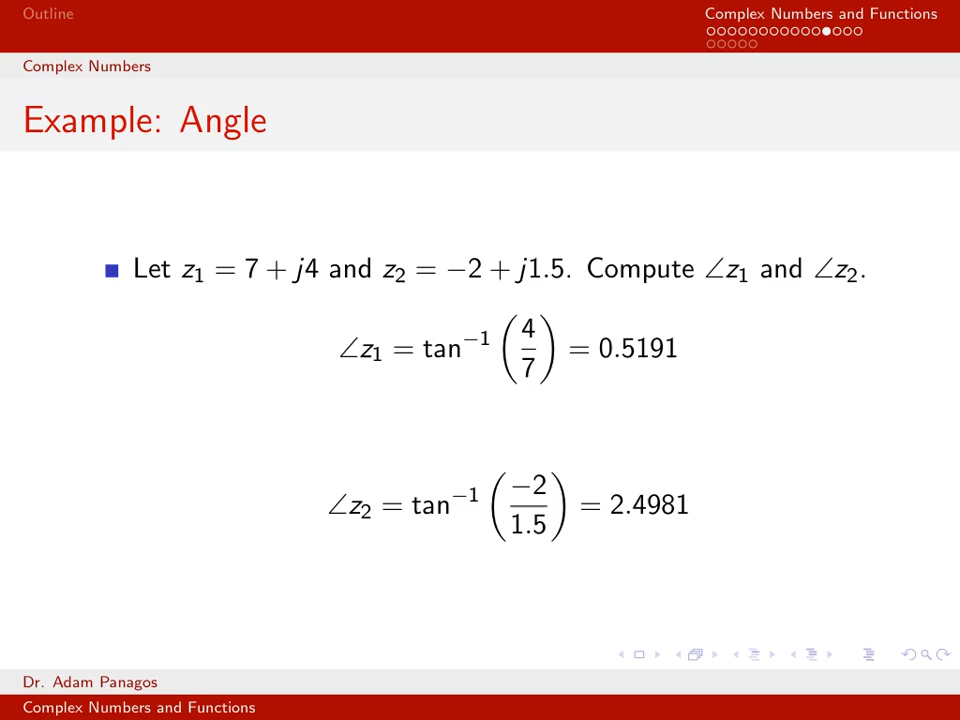 Outline
Complex Numbers and Functions
Complex Numbers
Example: Angle
Let z₁ = 7 + j4 and z₂ = −2 + j1.5. Compute ∠z₁ and ∠z₂.
∠z₁ = tan⁻¹ (4/7) = 0.5191
∠z₂ = tan⁻¹ (−2/1.5) = 2.4981
Dr. Adam Panagos
Complex Numbers and Functions